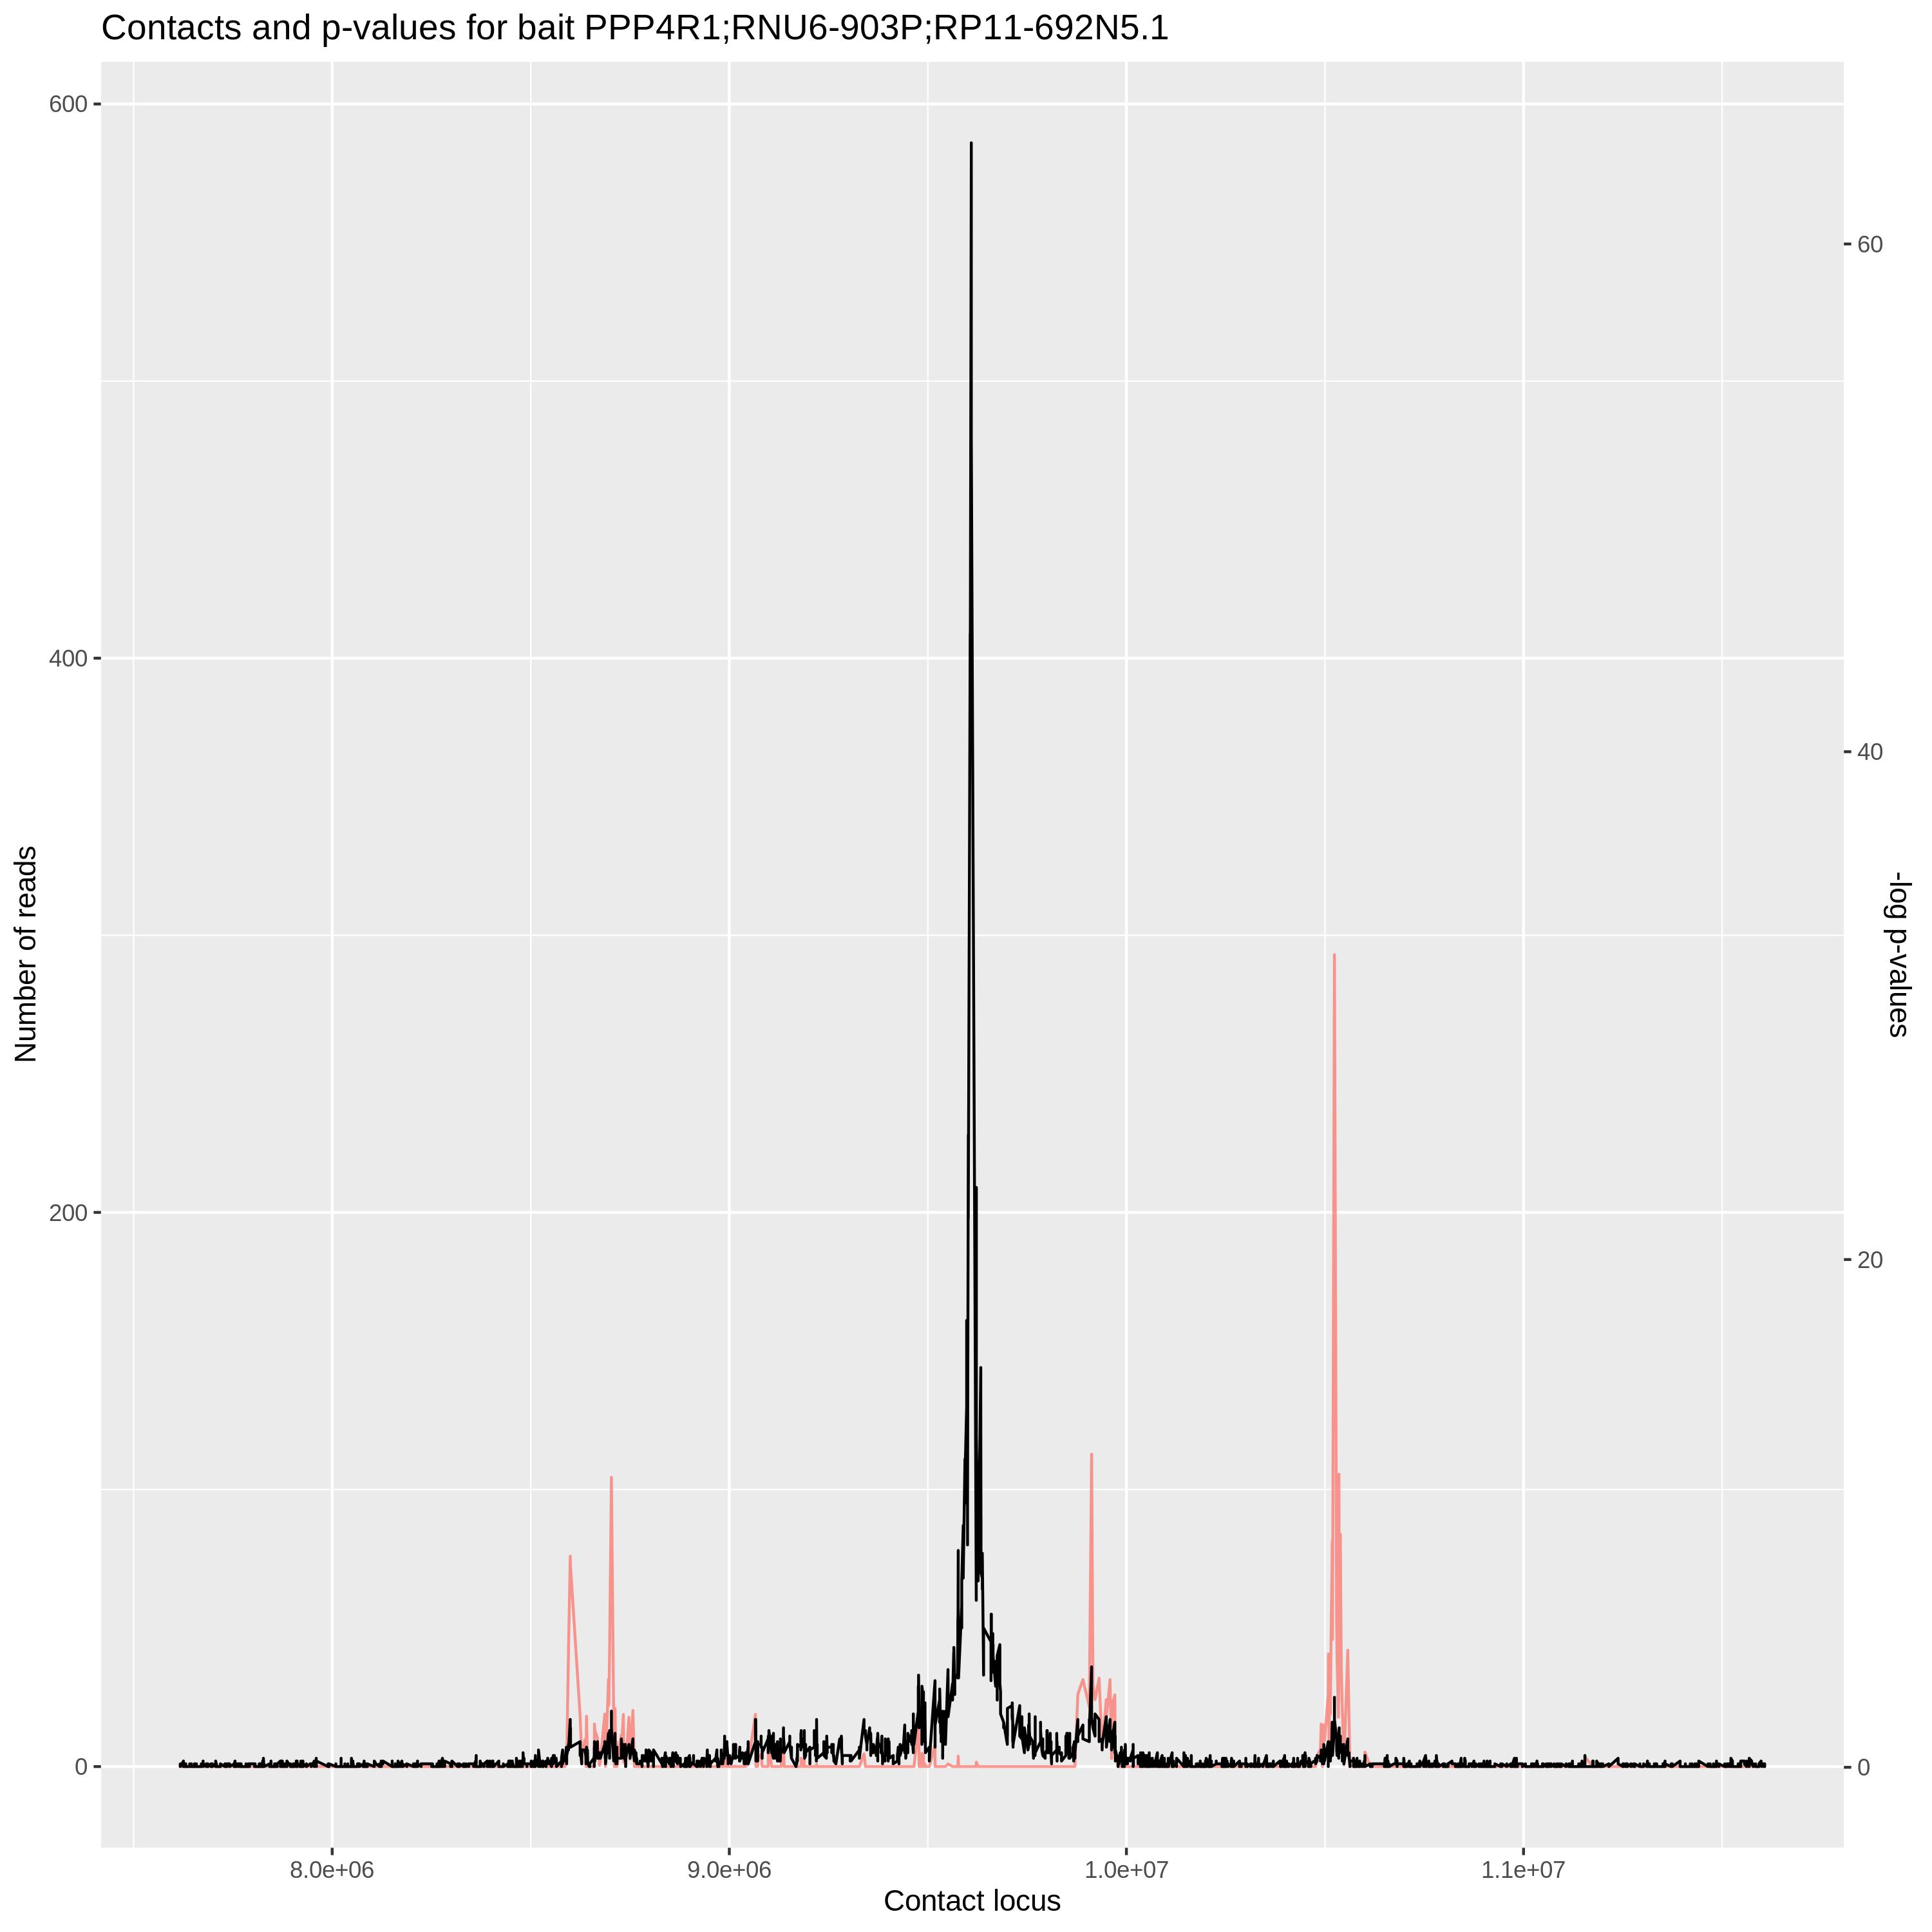 Contacts and p-values for bait PPP4R1;RNU6-903P;RP11-692N5.1
600
400
200
0
Number of reads
60
40
20
0
-log p-values
8.0e+06
9.0e+06
1.0e+07
1.1e+07
Contact locus